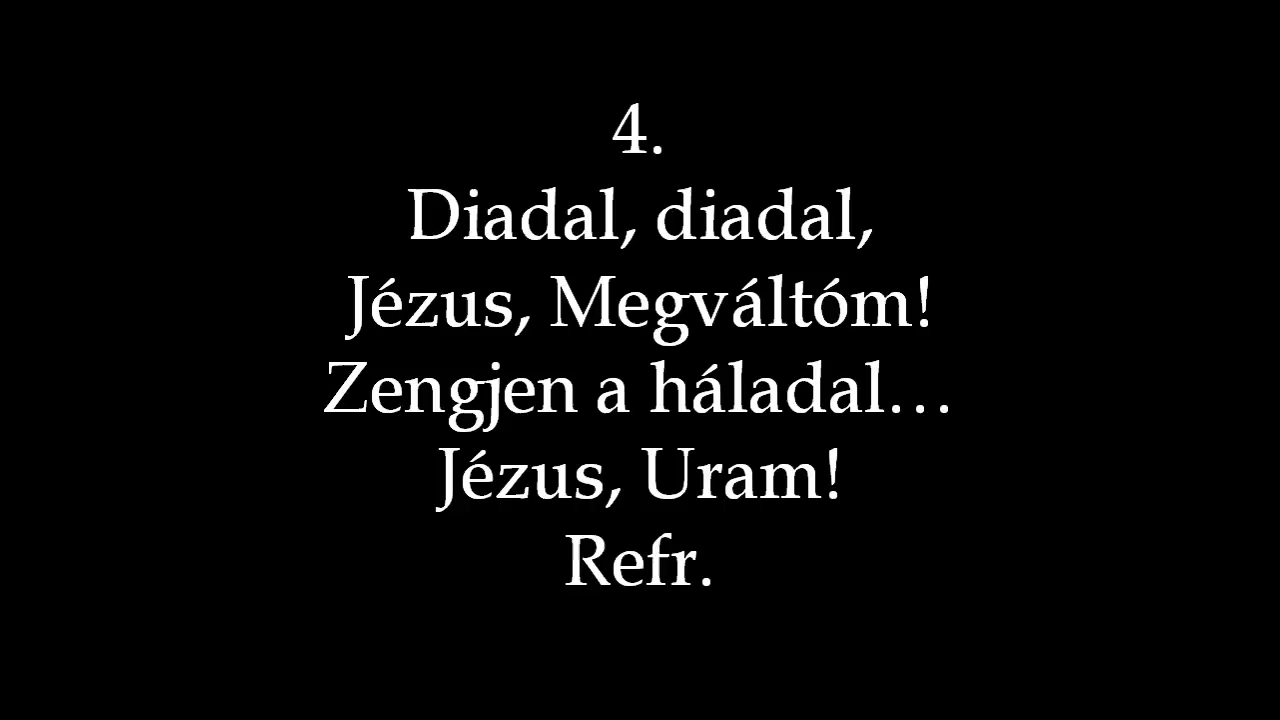 4.
Diadal, diadal,
Jézus, Megváltóm!
Zengjen a háladal…
Jézus, Uram!
Refr.